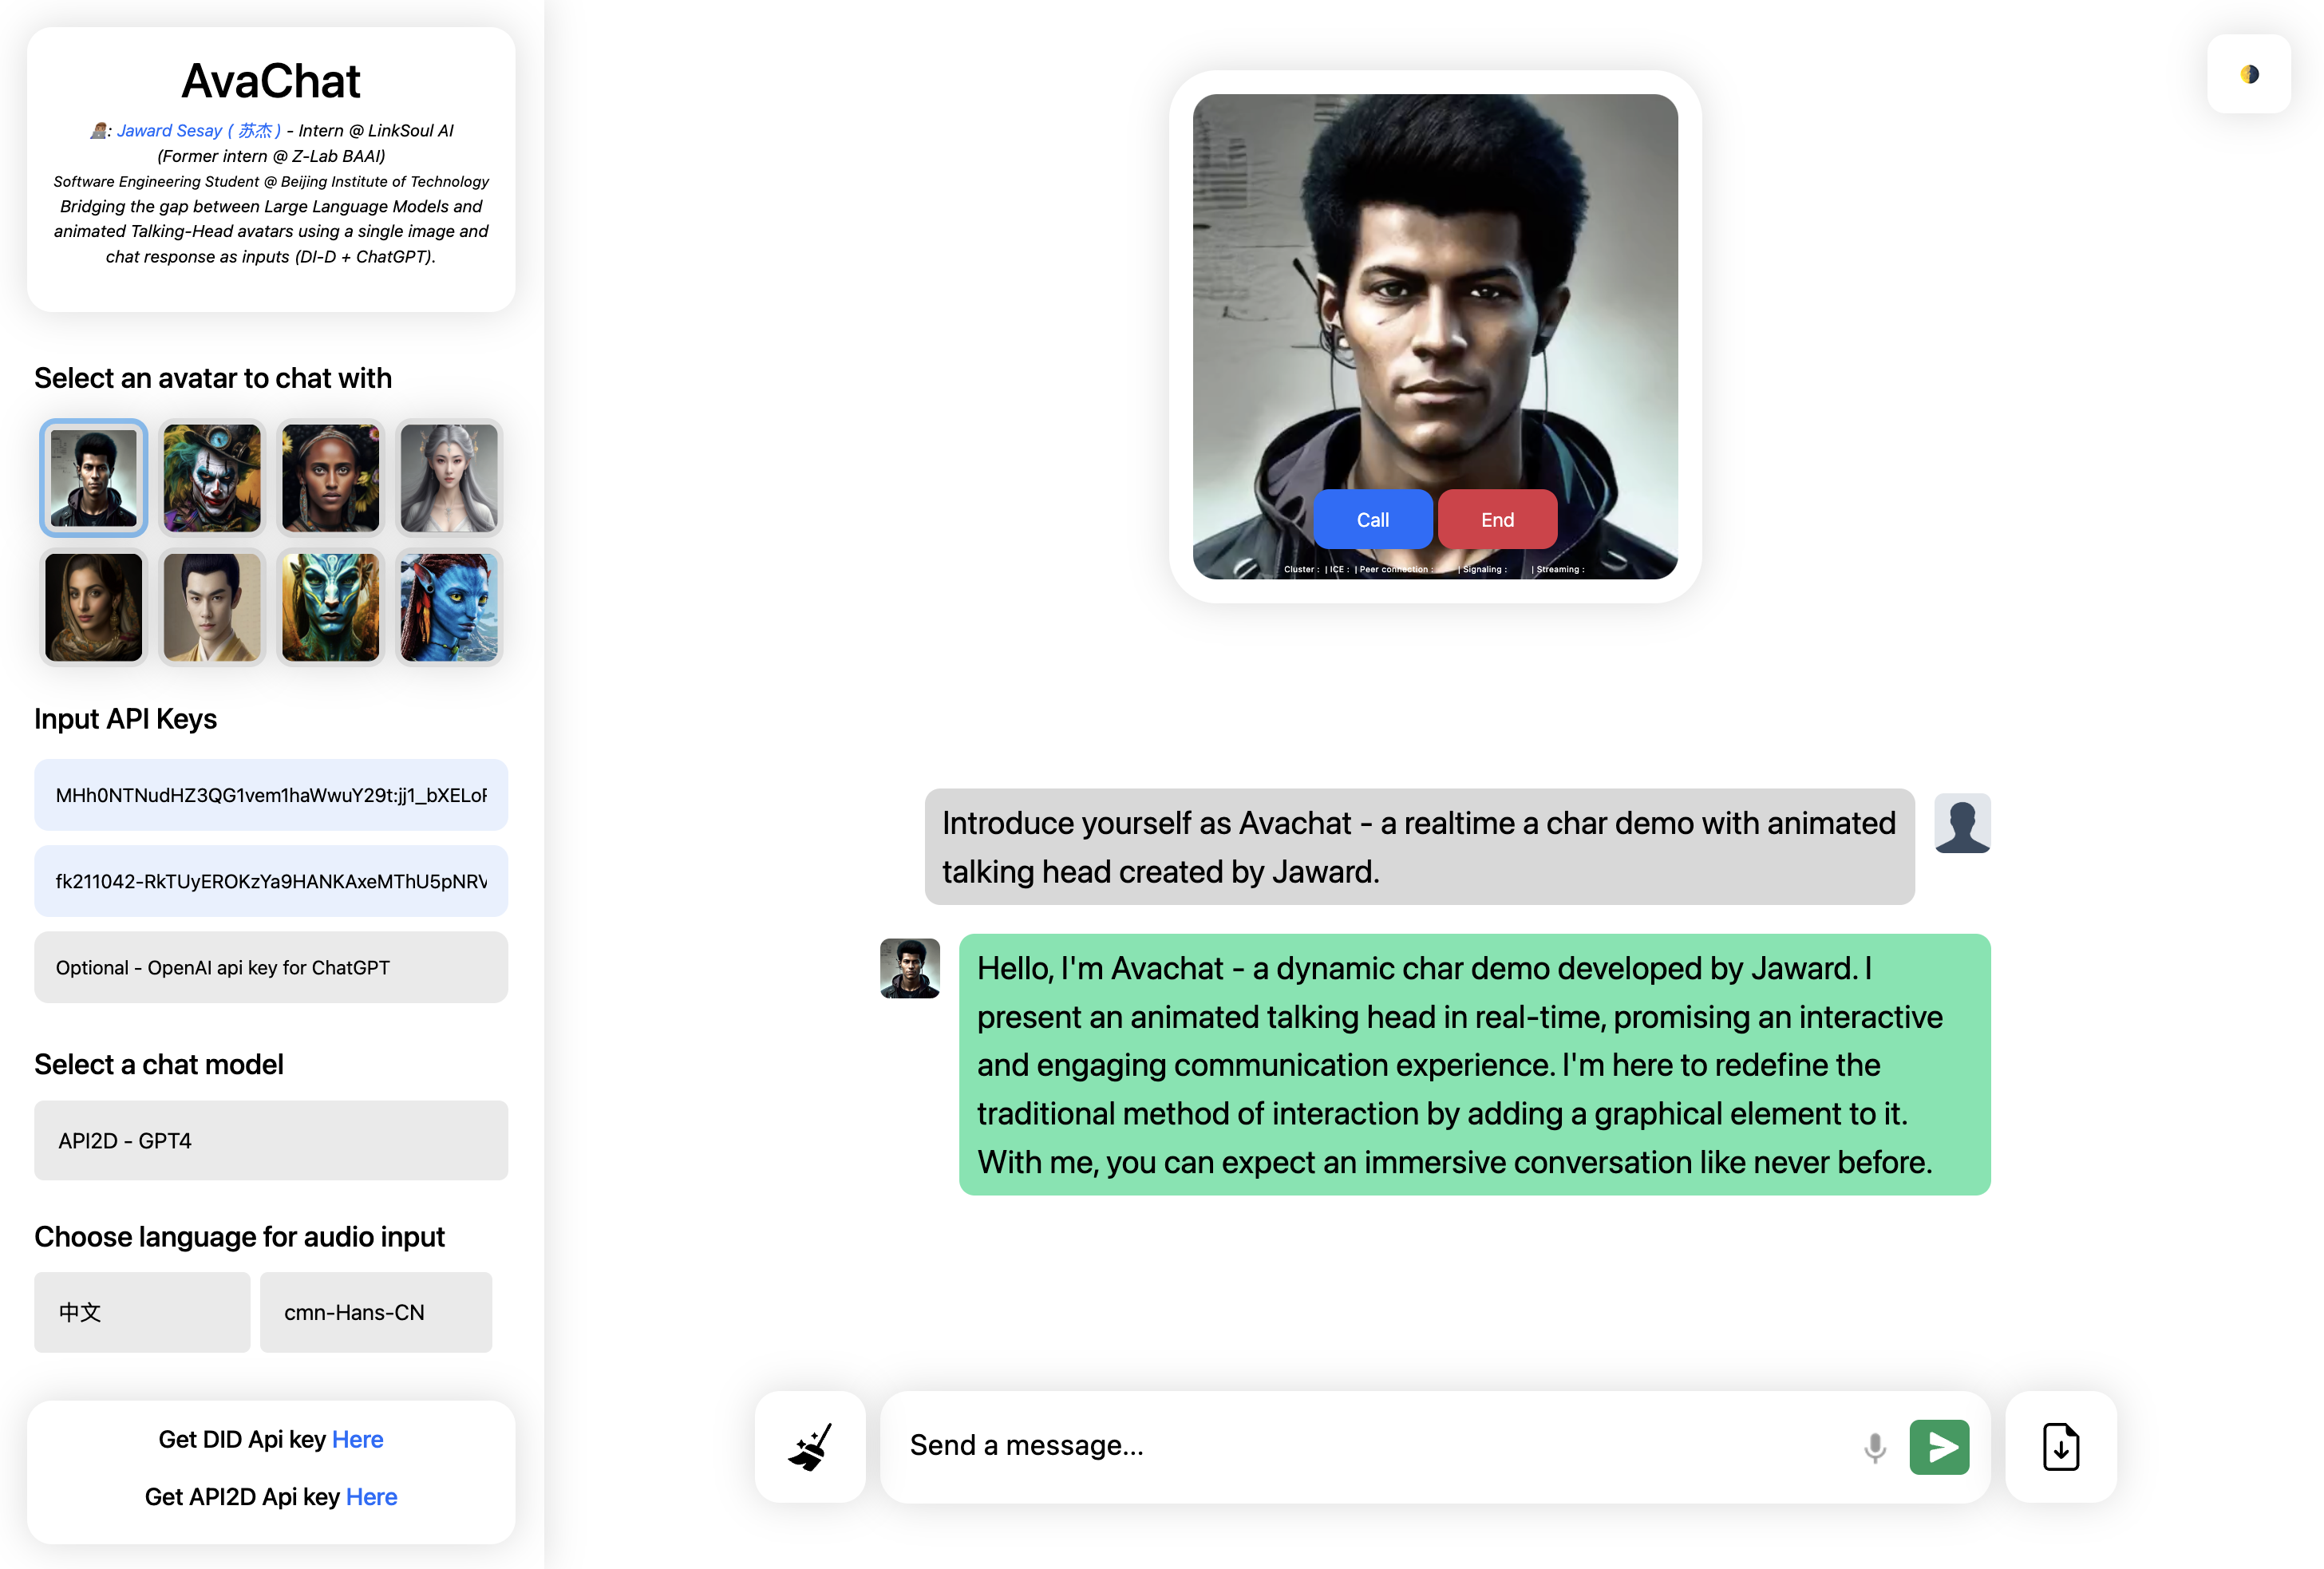 AvaChat
: Jaward Sesay ( 苏杰 ) - Intern @ LinkSoul AI
(Former intern @ Z-Lab BAAI)
Software Engineering Student @ Beijing Institute of Technology
Bridging the gap between Large Language Models and
animated Talking-Head avatars using a single image and
chat response as inputs (DI-D + ChatGPT).
Select an avatar to chat with
Input API Keys
MHh0NTNudHZ3QG1vem1haWwuY29t:jj1_bXELoF
fk211042-RkTUyEROKzYa9HANKAxeMThU5pNRV
Optional - OpenAI api key for ChatGPT
Select a chat model
API2D - GPT4
Choose language for audio input
中文
cmn-Hans-CN
Get DID Api key Here
Get API2D Api key Here
Call
End
Cluster : | ICE : | Peer connection : | Signaling : | Streaming :
Introduce yourself as Avachat - a realtime a char demo with animated
talking head created by Jaward.
Hello, I'm Avachat - a dynamic char demo developed by Jaward. I
present an animated talking head in real-time, promising an interactive
and engaging communication experience. I'm here to redefine the
traditional method of interaction by adding a graphical element to it.
With me, you can expect an immersive conversation like never before.
Send a message...